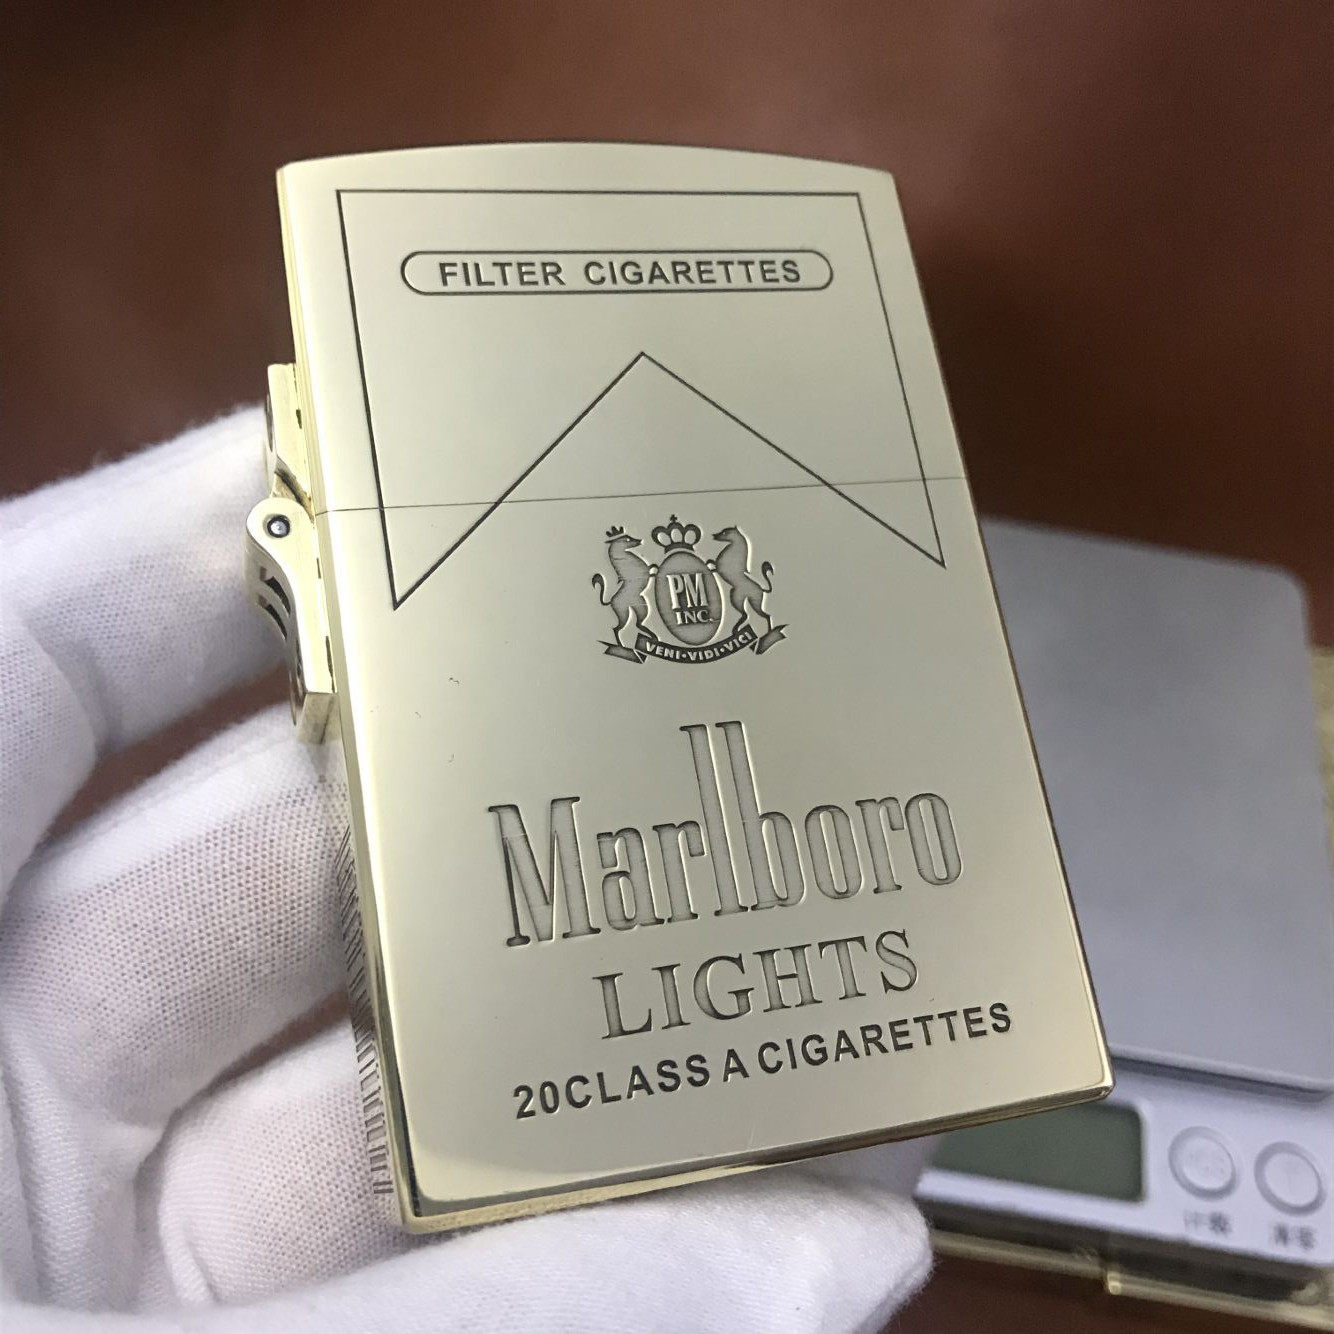 FILTER CIGARETTES
PM
INC.
VENI·VIDI·VICI
Marlboro
LIGHTS
20CLASS A CIGARETTES